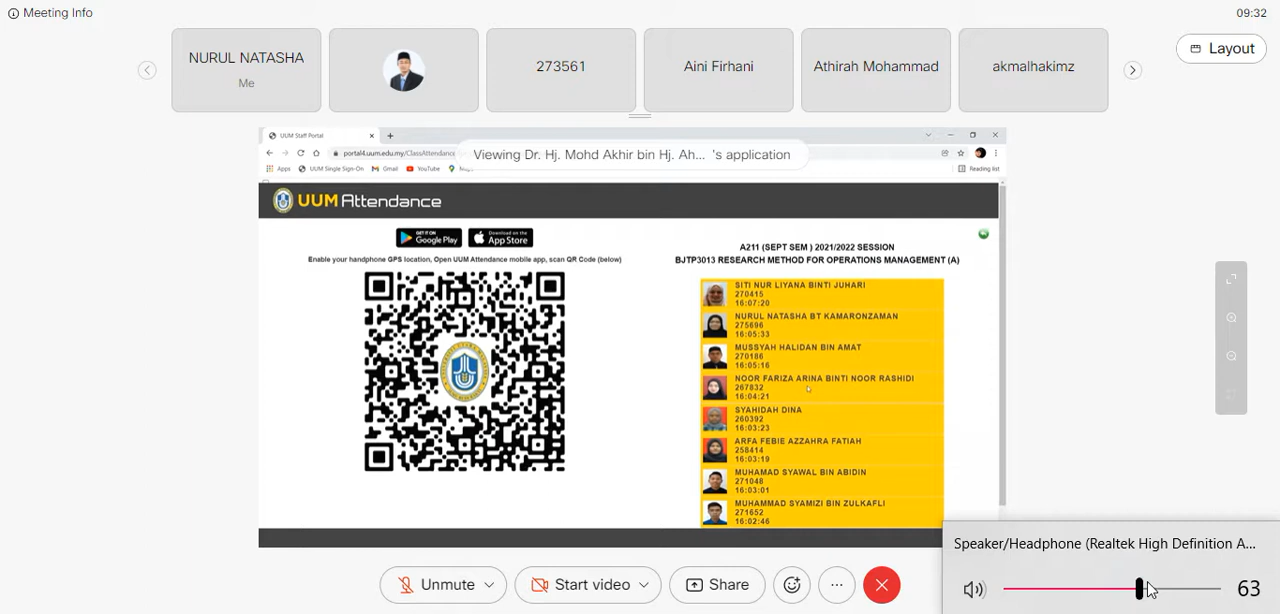 Meeting Info
09:32
NURUL NATASHA
Me
273561
Aini Firhani
Athirah Mohammad
akmalhakimz
Layout
UUM Staff Portal
portal4.uum.edu.my/ClassAttendance
Viewing Dr. Hj. Mohd Akhir bin Hj. Ah... 's application
Apps
UUM Single Sign-On
Gmail
YouTube
Reading list
UUM Attendance
GET IT ON
Google Play
Download on the
App Store
Enable your handphone GPS location, Open UUM Attendance mobile app, scan QR Code (below)
A211 (SEPT SEM ) 2021/2022 SESSION
BJTP3013 RESEARCH METHOD FOR OPERATIONS MANAGEMENT (A)
SITI NUR LIYANA BINTI JUHARI
270415
16:07:20
NURUL NATASHA BT KAMARONZAMAN
275696
16:05:33
MUSSYAH HALIDAN BIN AMAT
270186
16:05:16
NOOR FARIZA ARINA BINTI NOOR RASHIDI
267832
16:04:21
SYAHIDAH DINA
260392
16:03:23
ARFA FEBIE AZZAHRA FATIAH
258414
16:03:19
MUHAMAD SYAWAL BIN ABIDIN
271048
16:03:01
MUHAMMAD SYAMIZI BIN ZULKAFLI
271652
16:02:46
Speaker/Headphone (Realtek High Definition A...
63
Unmute
Start video
Share